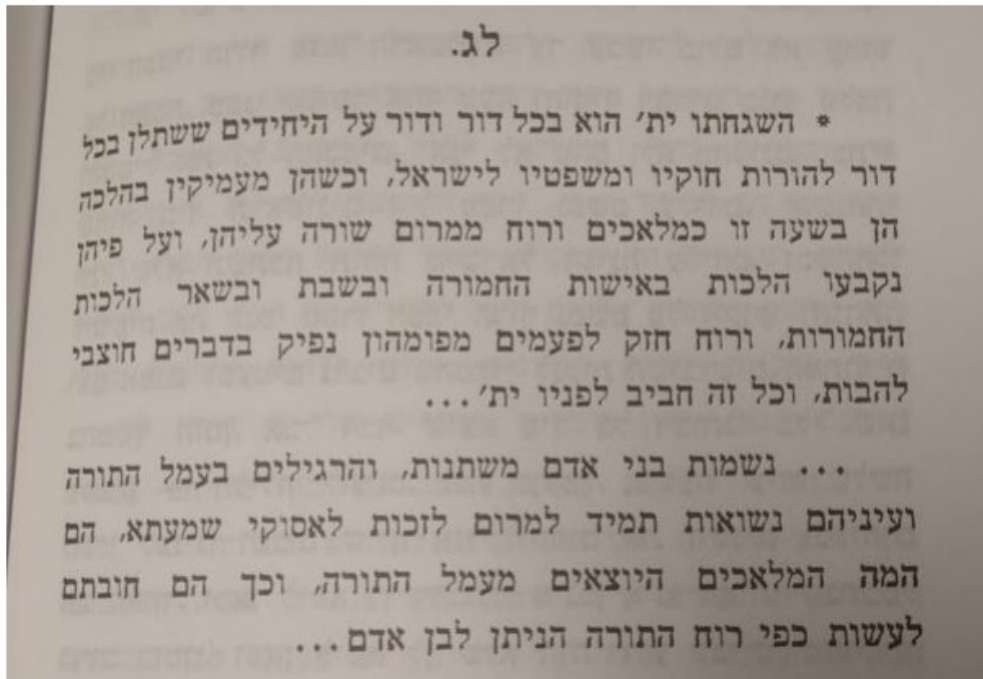 לג.
* השגחתו ית׳ הוא בכל דור ודור על היחידים ששתלן בכל
דור להורות חוקיו ומשפטיו לישראל, וכשהן מעמיקין בהלכה
הן בשעה זו כמלאכים ורוח ממרום שורה עליהן, ועל פיהן
נקבעו הלכות באישות החמורה ובשבת ובשאר הלכות
החמורות, ורוח חזק לפעמים מפומהון נפיק בדברים חוצבי
להבות, וכל זה חביב לפניו ית׳...
... נשמות בני אדם משתנות, והרגילים בעמל התורה
ועיניהם נשואות תמיד למרום לזכות לאסוקי שמעתא, הם
המה המלאכים היוצאים מעמל התורה, וכך הם חובתם
לעשות כפי רוח התורה הניתן לבן אדם...